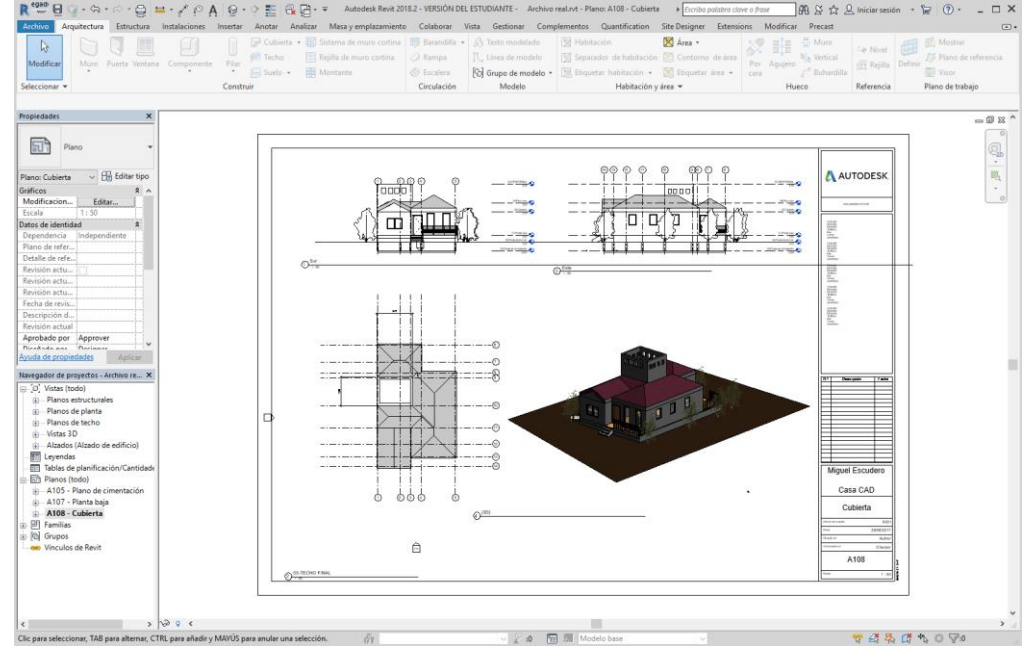 Autodesk Revit 2018.2 - VERSIÓN DEL ESTUDIANTE - Archivo real.rvt - Plano: A108 - Cubierta
Escriba palabra clave o frase
Iniciar sesión
Archivo Arquitectura Estructura Instalaciones Insertar Anotar Analizar Masa y emplazamiento Colaborar Vista Gestionar Complementos Quantification Site Designer Extensions Modificar Precast
Modificar
Muro Puerta Ventana Componente Pilar
Cubierta
Techo
Suelo
Sistema de muro cortina
Rejilla de muro cortina
Montante
Barandilla
Rampa
Escalera
Texto modelado
Línea de modelo
Grupo de modelo
Habitación
Separador de habitación
Etiquetar habitación
Área
Contorno de área
Etiquetar área
Por cara
Agujero
Muro
Vertical
Buhardilla
Nivel
Rejilla
Definir
Mostrar
Plano de referencia
Visor
Seleccionar Construir Circulación Modelo Habitación y área Hueco Referencia Plano de trabajo
Propiedades
Plano
Plano: Cubierta
Editar tipo
Gráficos
Modificacion... Editar...
Escala 1 : 50
Datos de identidad
Dependencia Independiente
Plano de refer...
Detalle de refe...
Revisión actu...
Revisión actu...
Revisión actu...
Fecha de revis...
Descripción d...
Revisión actual
Aprobado por Approver
Diseñado por Designer
Ayuda de propiedades Aplicar
Navegador de proyectos - Archivo re...
Vistas (todo)
Planos estructurales
Planos de planta
Planos de techo
Vistas 3D
Alzados (Alzado de edificio)
Leyendas
Tablas de planificación/Cantidade
Planos (todo)
A105 - Plano de cimentación
A107 - Planta baja
A108 - Cubierta
Familias
Grupos
Vínculos de Revit
Sur
Este
{3D}
03-TECHO FINAL
AUTODESK
Miguel Escudero
Casa CAD
Cubierta
A108
Clic para seleccionar, TAB para alternar, CTRL para añadir y MAYÚS para anular una selección.
:0
Modelo base
:0